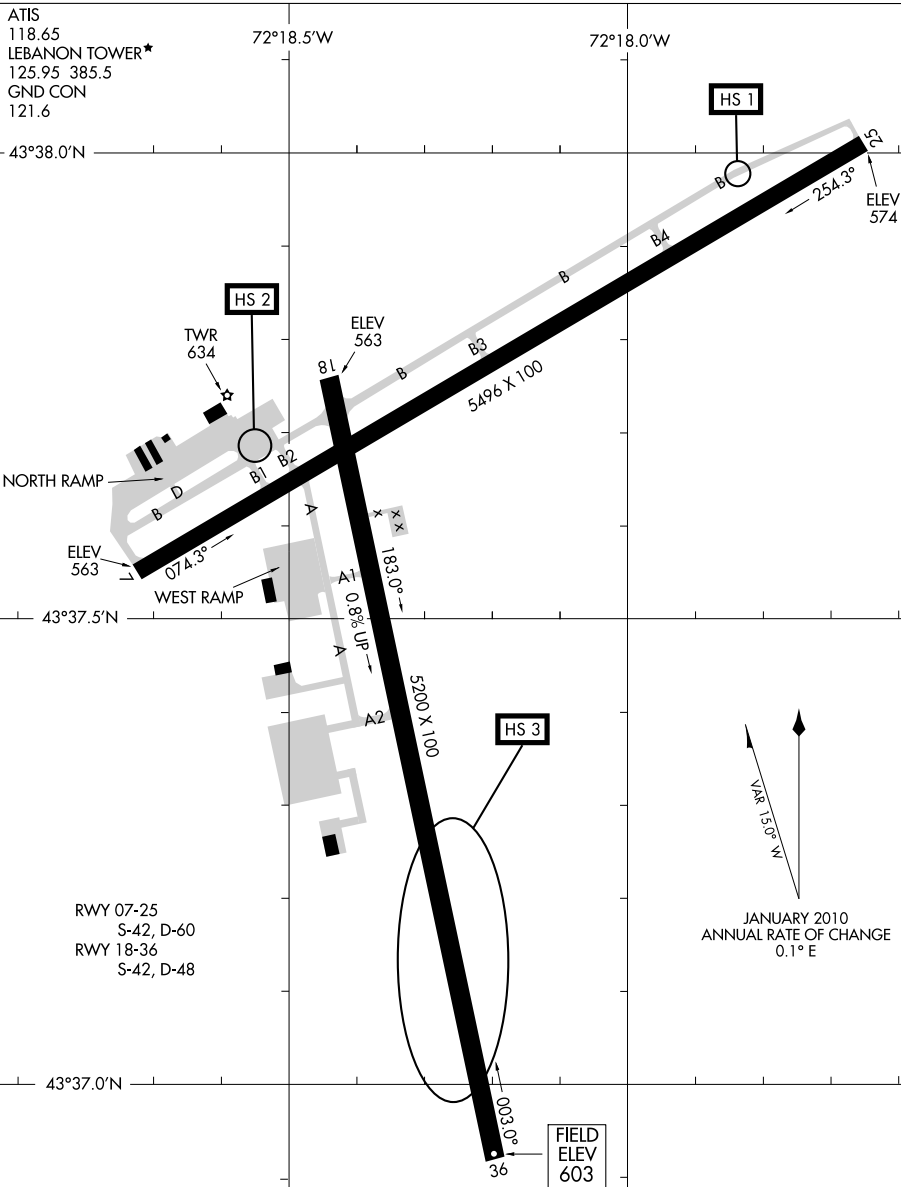 ATIS
118.65
LEBANON TOWER★
125.95 385.5
GND CON
121.6
72°18.5'W
72°18.0'W
HS 1
43°38.0'N
25
254.3°
ELEV
574
B
B4
B
HS 2
ELEV
563
TWR
634
18
B3
B
5496 X 100
NORTH RAMP
B2
B1
D
B
A
X
X
X
ELEV
563
7
074.3°
WEST RAMP
A1
183.0°
0.8% UP
43°37.5'N
A
5200 X 100
A2
HS 3
VAR 15.0° W
JANUARY 2010
ANNUAL RATE OF CHANGE
0.1° E
RWY 07-25
S-42, D-60
RWY 18-36
S-42, D-48
43°37.0'N
003.0°
36
FIELD
ELEV
603